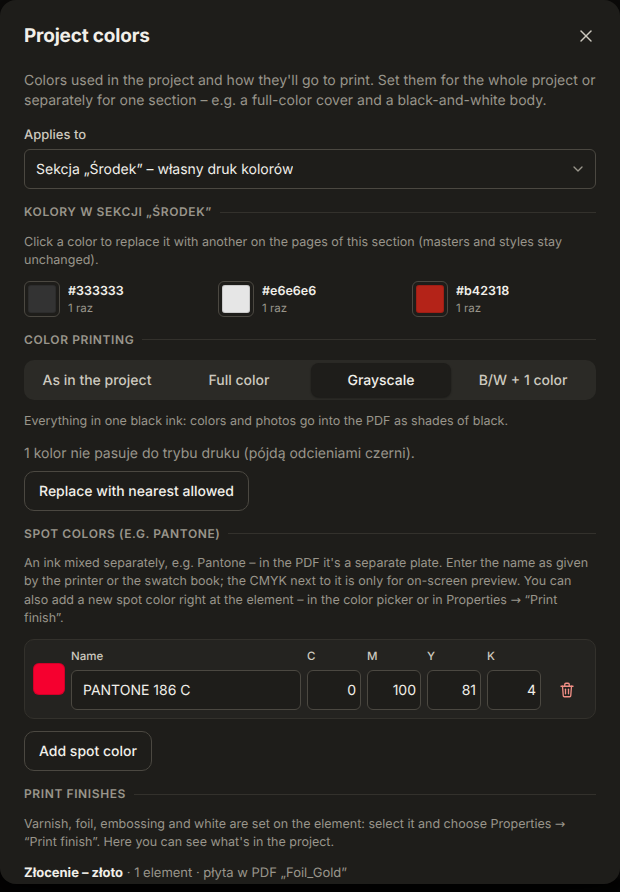 Project colors
Colors used in the project and how they'll go to print. Set them for the whole project or
separately for one section – e.g. a full-color cover and a black-and-white body.
Applies to
Sekcja „Środek” – własny druk kolorów
KOLORY W SEKCJI „ŚRODEK”
Click a color to replace it with another on the pages of this section (masters and styles stay
unchanged).
#333333
1 raz
#e6e6e6
1 raz
#b42318
1 raz
COLOR PRINTING
As in the project
Full color
Grayscale
B/W + 1 color
Everything in one black ink: colors and photos go into the PDF as shades of black.
1 kolor nie pasuje do trybu druku (pójdą odcieniami czerni).
Replace with nearest allowed
SPOT COLORS (E.G. PANTONE)
An ink mixed separately, e.g. Pantone – in the PDF it's a separate plate. Enter the name as given
by the printer or the swatch book; the CMYK next to it is only for on-screen preview. You can
also add a new spot color right at the element – in the color picker or in Properties → “Print
finish”.
Name
C
M
Y
K
PANTONE 186 C
0
100
81
4
Add spot color
PRINT FINISHES
Varnish, foil, embossing and white are set on the element: select it and choose Properties →
“Print finish”. Here you can see what's in the project.
Złocenie – złoto · 1 element · płyta w PDF „Foil_Gold”